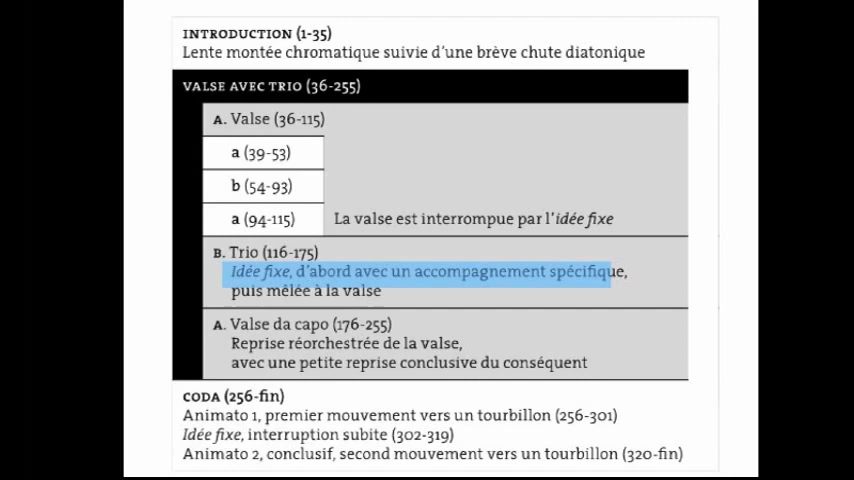 INTRODUCTION (1-35)
Lente montée chromatique suivie d'une brève chute diatonique
VALSE AVEC TRIO (36-255)
A. Valse (36-115)
a (39-53)
b (54-93)
a (94-115) La valse est interrompue par l'idée fixe
B. Trio (116-175)
Idée fixe, d'abord avec un accompagnement spécifique,
puis mêlée à la valse
A. Valse da capo (176-255)
Reprise réorchestrée de la valse,
avec une petite reprise conclusive du conséquent
CODA (256-fin)
Animato 1, premier mouvement vers un tourbillon (256-301)
Idée fixe, interruption subite (302-319)
Animato 2, conclusif, second mouvement vers un tourbillon (320-fin)